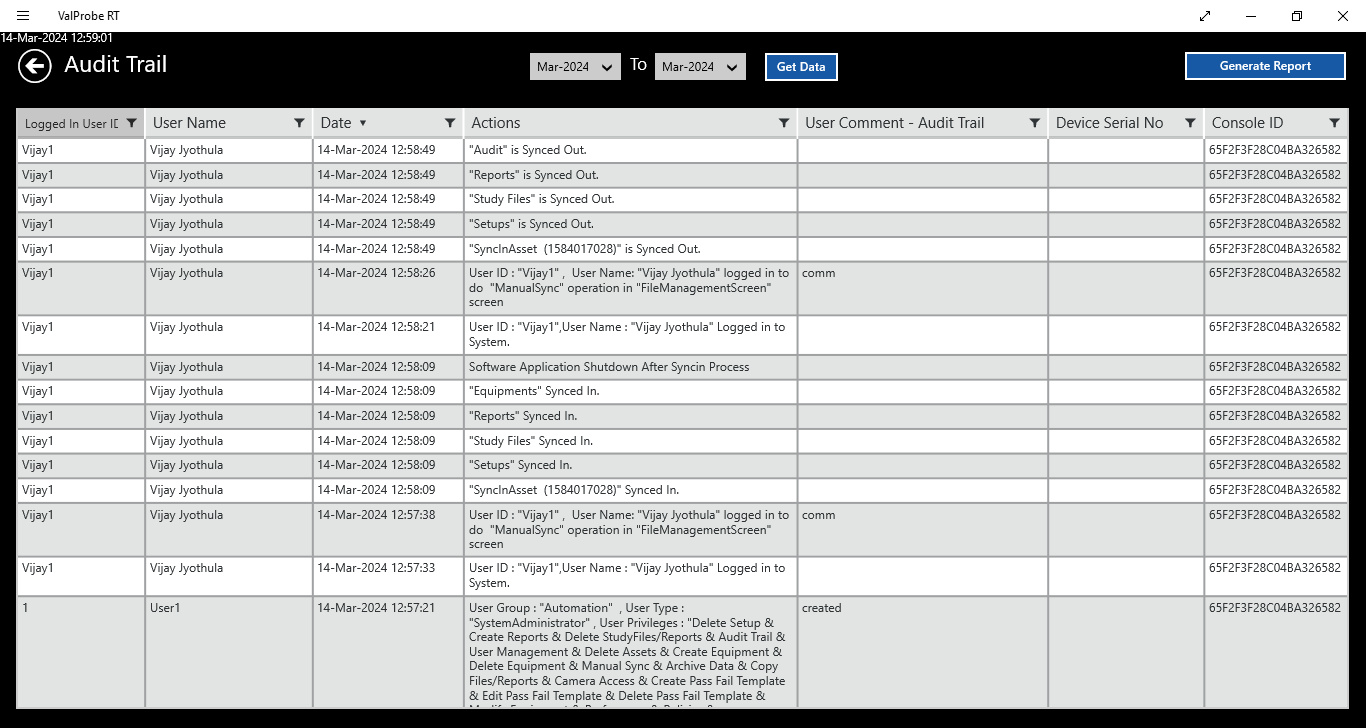 ValProbe RT
14-Mar-2024 12:59:01
Audit Trail
Mar-2024 To Mar-2024 Get Data Generate Report
Logged In User ID User Name Date Actions User Comment - Audit Trail Device Serial No Console ID
Vijay1 Vijay Jyothula 14-Mar-2024 12:58:49 "Audit" is Synced Out. 65F2F3F28C04BA326582
Vijay1 Vijay Jyothula 14-Mar-2024 12:58:49 "Reports" is Synced Out. 65F2F3F28C04BA326582
Vijay1 Vijay Jyothula 14-Mar-2024 12:58:49 "Study Files" is Synced Out. 65F2F3F28C04BA326582
Vijay1 Vijay Jyothula 14-Mar-2024 12:58:49 "Setups" is Synced Out. 65F2F3F28C04BA326582
Vijay1 Vijay Jyothula 14-Mar-2024 12:58:49 "SyncInAsset (1584017028)" is Synced Out. 65F2F3F28C04BA326582
Vijay1 Vijay Jyothula 14-Mar-2024 12:58:26 User ID : "Vijay1" , User Name: "Vijay Jyothula" logged in to comm 65F2F3F28C04BA326582
do "ManualSync" operation in "FileManagementScreen"
screen
Vijay1 Vijay Jyothula 14-Mar-2024 12:58:21 User ID : "Vijay1",User Name : "Vijay Jyothula" Logged in to 65F2F3F28C04BA326582
System.
Vijay1 Vijay Jyothula 14-Mar-2024 12:58:09 Software Application Shutdown After Syncin Process 65F2F3F28C04BA326582
Vijay1 Vijay Jyothula 14-Mar-2024 12:58:09 "Equipments" Synced In. 65F2F3F28C04BA326582
Vijay1 Vijay Jyothula 14-Mar-2024 12:58:09 "Reports" Synced In. 65F2F3F28C04BA326582
Vijay1 Vijay Jyothula 14-Mar-2024 12:58:09 "Study Files" Synced In. 65F2F3F28C04BA326582
Vijay1 Vijay Jyothula 14-Mar-2024 12:58:09 "Setups" Synced In. 65F2F3F28C04BA326582
Vijay1 Vijay Jyothula 14-Mar-2024 12:58:09 "SyncInAsset (1584017028)" Synced In. 65F2F3F28C04BA326582
Vijay1 Vijay Jyothula 14-Mar-2024 12:57:38 User ID : "Vijay1" , User Name: "Vijay Jyothula" logged in to comm 65F2F3F28C04BA326582
do "ManualSync" operation in "FileManagementScreen"
screen
Vijay1 Vijay Jyothula 14-Mar-2024 12:57:33 User ID : "Vijay1",User Name : "Vijay Jyothula" Logged in to 65F2F3F28C04BA326582
System.
1 User1 14-Mar-2024 12:57:21 User Group : "Automation" , User Type : created 65F2F3F28C04BA326582
"SystemAdministrator" , User Privileges : "Delete Setup &
Create Reports & Delete StudyFiles/Reports & Audit Trail &
User Management & Delete Assets & Create Equipment &
Delete Equipment & Manual Sync & Archive Data & Copy
Files/Reports & Camera Access & Create Pass Fail Template
& Edit Pass Fail Template & Delete Pass Fail Template &